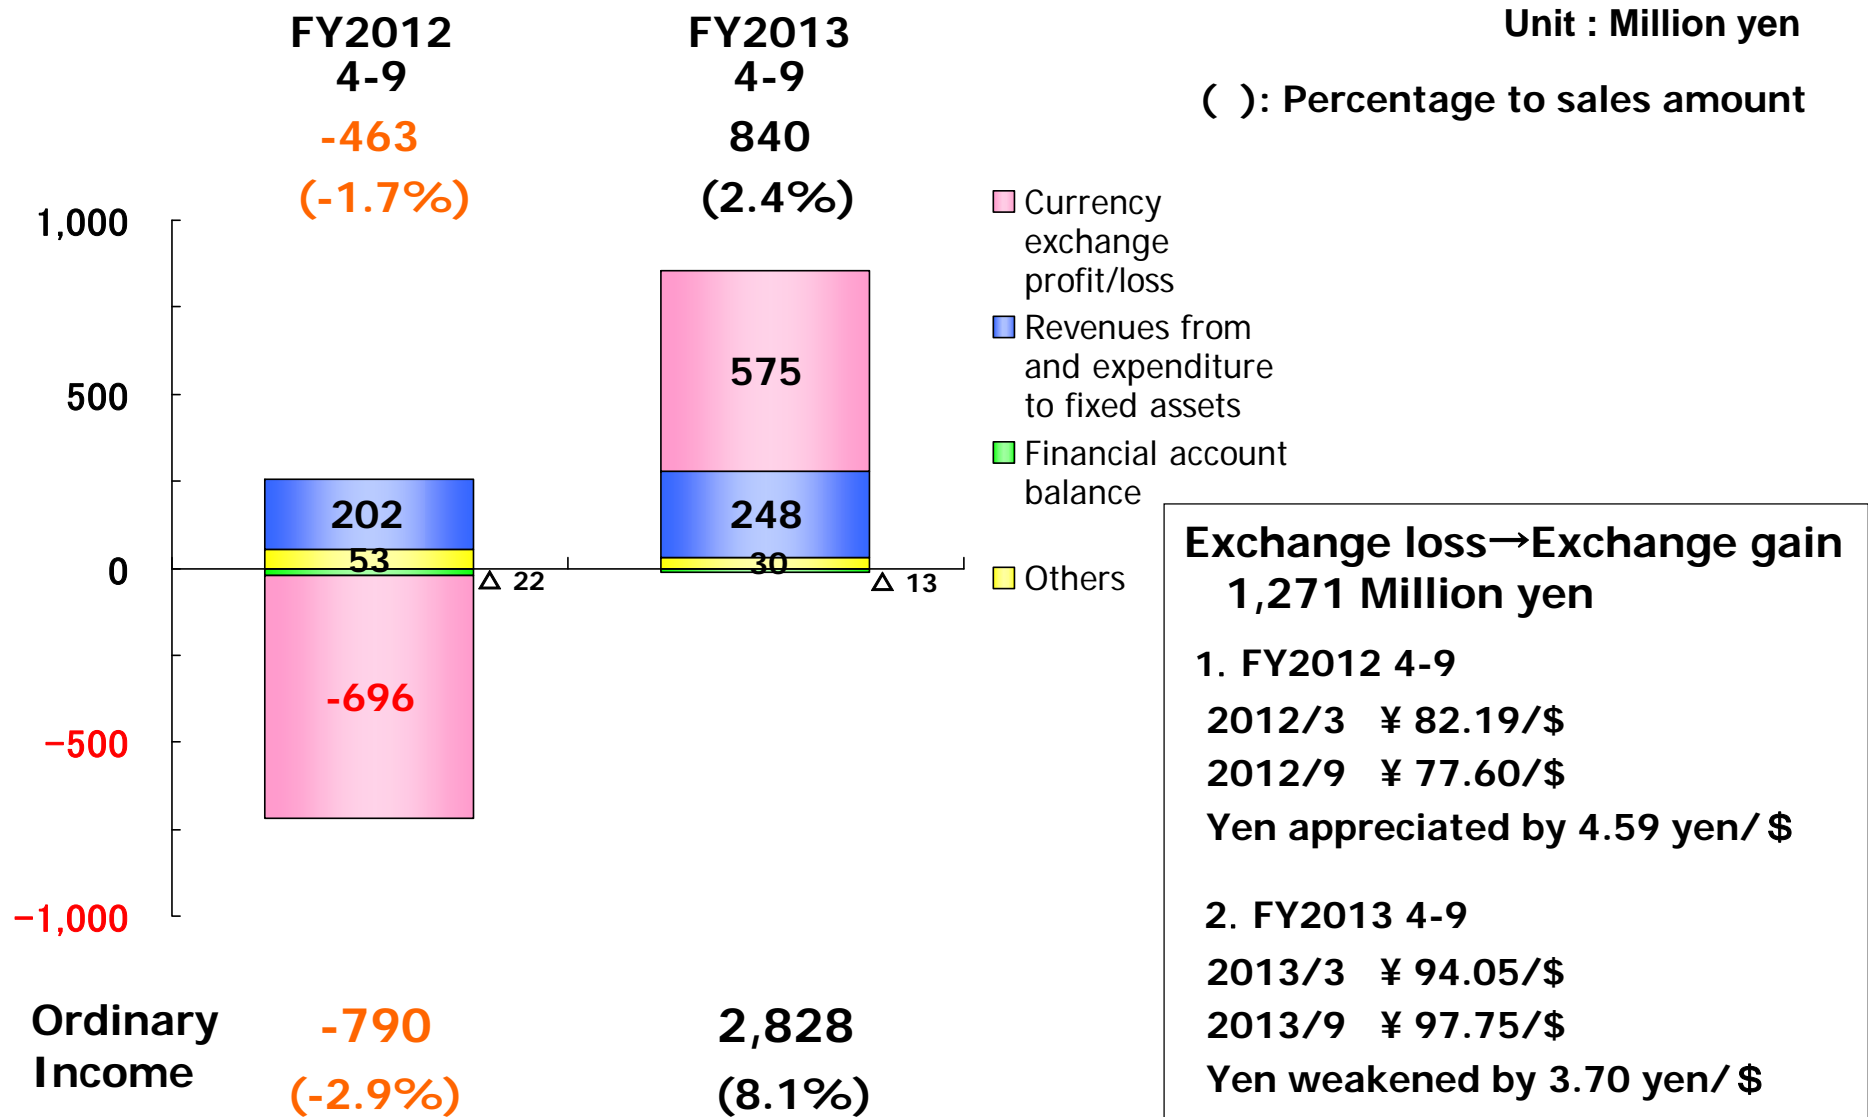 FY2012
4-9
-463
(-1.7%)
FY2013
4-9
840
(2.4%)
Unit : Million yen
( ): Percentage to sales amount
1,000
500
0
-500
-1,000
202
53
△ 22
-696
575
248
30
△ 13
Currency
exchange
profit/loss
Revenues from
and expenditure
to fixed assets
Financial account
balance
Others
Exchange loss→Exchange gain
1,271 Million yen
1. FY2012 4-9
2012/3 ¥ 82.19/$
2012/9 ¥ 77.60/$
Yen appreciated by 4.59 yen/＄
2. FY2013 4-9
2013/3 ¥ 94.05/$
2013/9 ¥ 97.75/$
Yen weakened by 3.70 yen/＄
Ordinary
Income
-790
(-2.9%)
2,828
(8.1%)